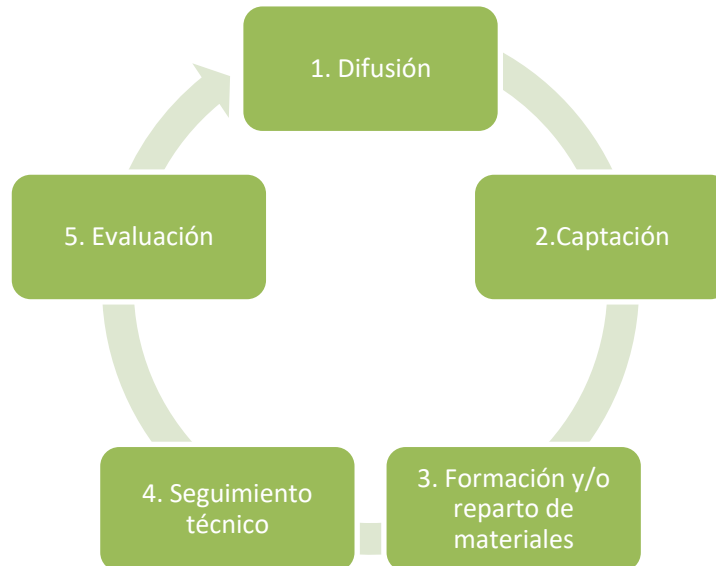 1. Difusión
2.Captación
3. Formación y/o
reparto de
materiales
4. Seguimiento
técnico
5. Evaluación